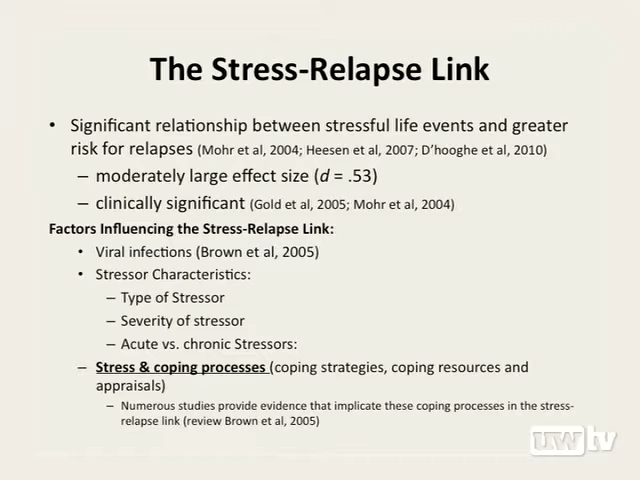 The Stress-Relapse Link
• Significant relationship between stressful life events and greater
risk for relapses (Mohr et al, 2004; Heesen et al, 2007; D'hooghe et al, 2010)
– moderately large effect size (d = .53)
– clinically significant (Gold et al, 2005; Mohr et al, 2004)
Factors Influencing the Stress-Relapse Link:
• Viral infections (Brown et al, 2005)
• Stressor Characteristics:
– Type of Stressor
– Severity of stressor
– Acute vs. chronic Stressors:
– Stress & coping processes (coping strategies, coping resources and
appraisals)
– Numerous studies provide evidence that implicate these coping processes in the stress-
relapse link (review Brown et al, 2005)
uwtv